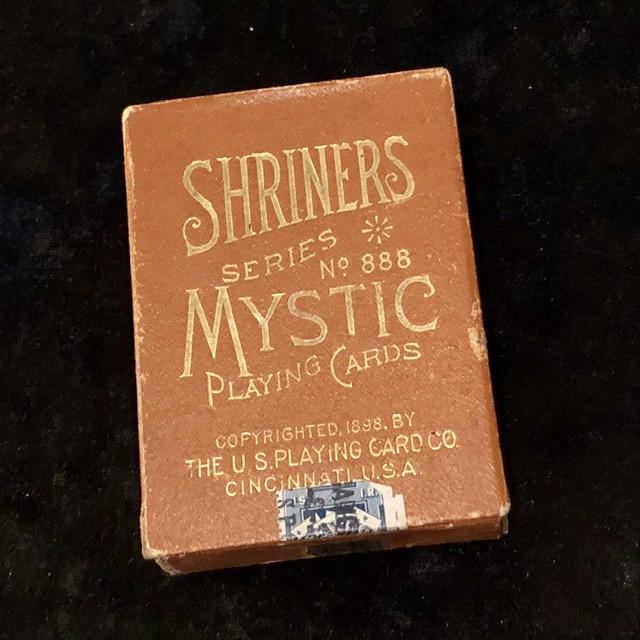 SHRINERS
SERIES
No 888
MYSTIC
PLAYING CARDS
COPYRIGHTED, 1898, BY
THE U.S. PLAYING CARD CO.
CINCINNATI, U.S.A.